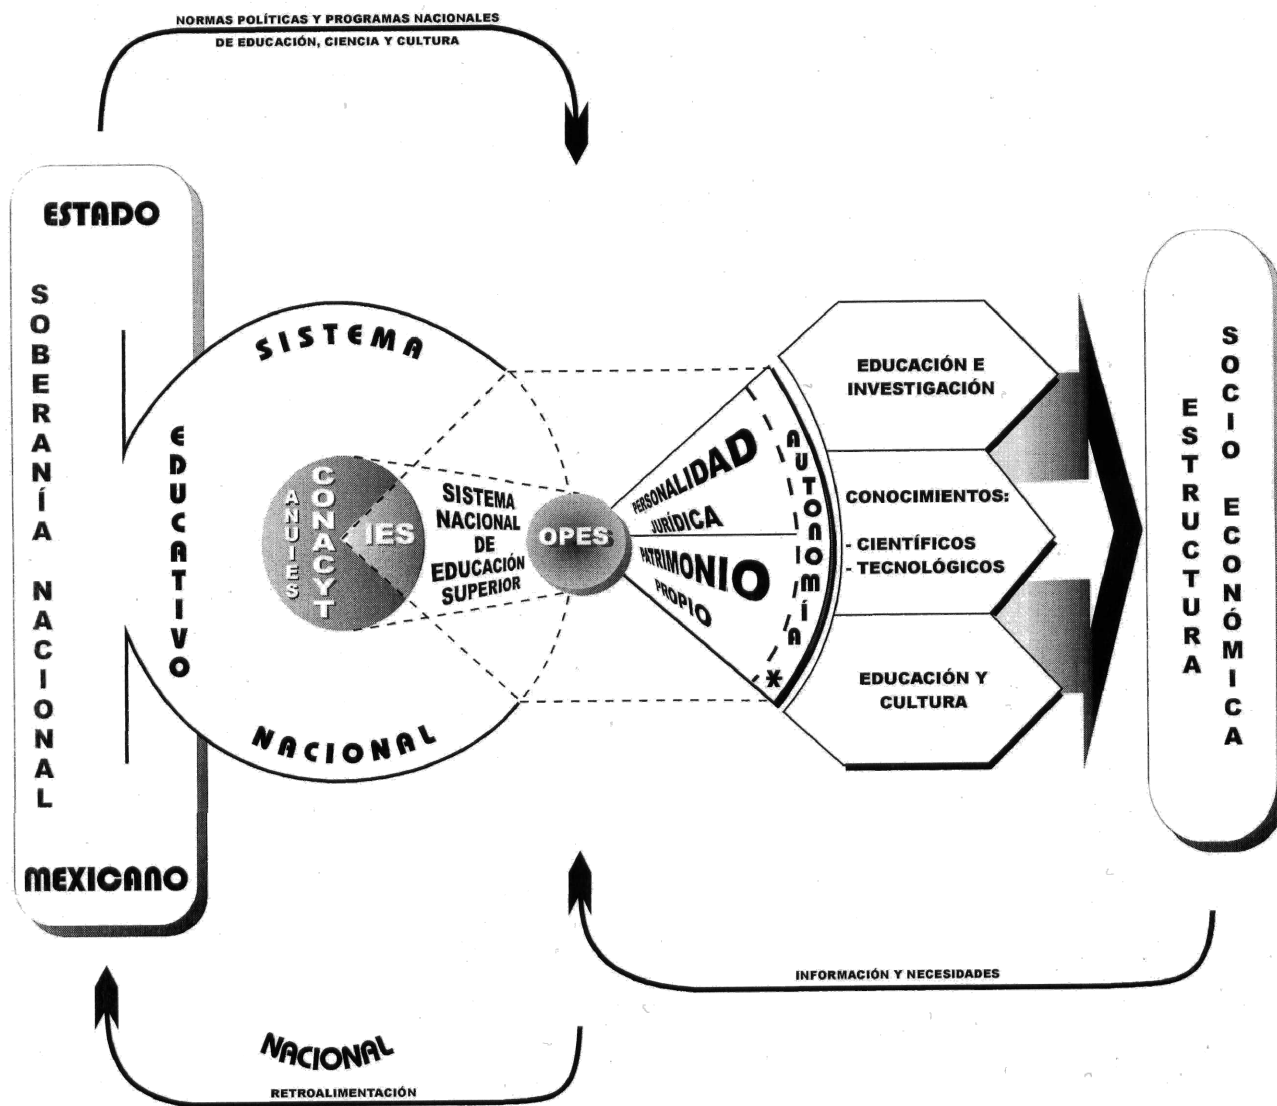 NORMAS POLÍTICAS Y PROGRAMAS NACIONALES
DE EDUCACIÓN, CIENCIA Y CULTURA
ESTADO
SOBERANÍA NACIONAL
MEXICANO
SISTEMA
EDUCATIVO
NACIONAL
ANUIES
CONACYT
IES
SISTEMA
NACIONAL
DE
EDUCACIÓN
SUPERIOR
OPES
PERSONALIDAD
JURÍDICA
PATRIMONIO
PROPIO
AUTONOMÍA
*
EDUCACIÓN E
INVESTIGACIÓN
CONOCIMIENTOS:
- CIENTÍFICOS
- TECNOLÓGICOS
EDUCACIÓN Y
CULTURA
ESTRUCTURA
SOCIO ECONÓMICA
INFORMACIÓN Y NECESIDADES
NACIONAL
RETROALIMENTACIÓN